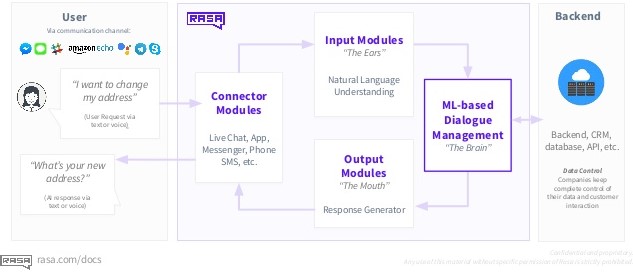 User
Via communication channel:
amazon echo
"I want to change
my address"
(User Request via
text or voice)
"What's your new
address?"
(AI response via
text or voice)
RASA
Connector
Modules
Live Chat, App,
Messenger, Phone
SMS, etc.
Input Modules
"The Ears"
Natural Language
Understanding
Output
Modules
"The Mouth"
Response Generator
ML-based
Dialogue
Management
"The Brain"
Backend
Backend, CRM,
database, API, etc.
Data Control
Companies keep
complete control of
their data and customer
interaction
RASA
rasa.com/docs
Confidential and proprietary.
Any use of this material without specific permission of Rasa is strictly prohibited.